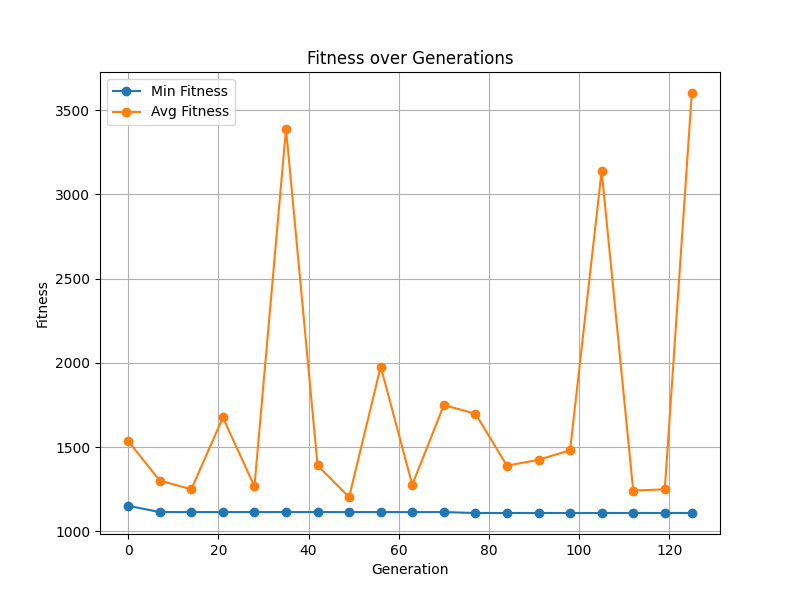 Fitness over Generations
Min Fitness
Avg Fitness
3500
3000
2500
2000
1500
1000
Fitness
0 20 40 60 80 100 120
Generation